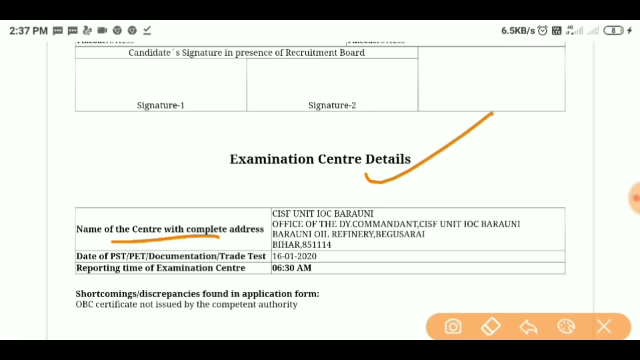 2:37 PM 6.5KB/s 4G 8
Candidate´s Signature in presence of Recruitment Board
Signature-1 Signature-2
Examination Centre Details
Name of the Centre with complete address
CISF UNIT IOC BARAUNI
OFFICE OF THE DY.COMMANDANT,CISF UNIT IOC BARAUNI
BARAUNI OIL REFINERY,BEGUSARAI
BIHAR,851114
Date of PST/PET/Documentation/Trade Test 16-01-2020
Reporting time of Examination Centre 06:30 AM
Shortcomings/discrepancies found in application form:
OBC certificate not issued by the competent authority